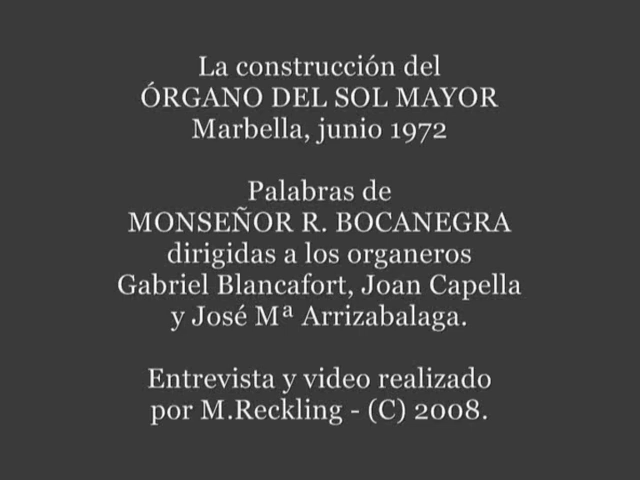 La construcción del
ÓRGANO DEL SOL MAYOR
Marbella, junio 1972
Palabras de
MONSEÑOR R. BOCANEGRA
dirigidas a los organeros
Gabriel Blancafort, Joan Capella
y José Mª Arrizabalaga.
Entrevista y video realizado
por M.Reckling - (C) 2008.